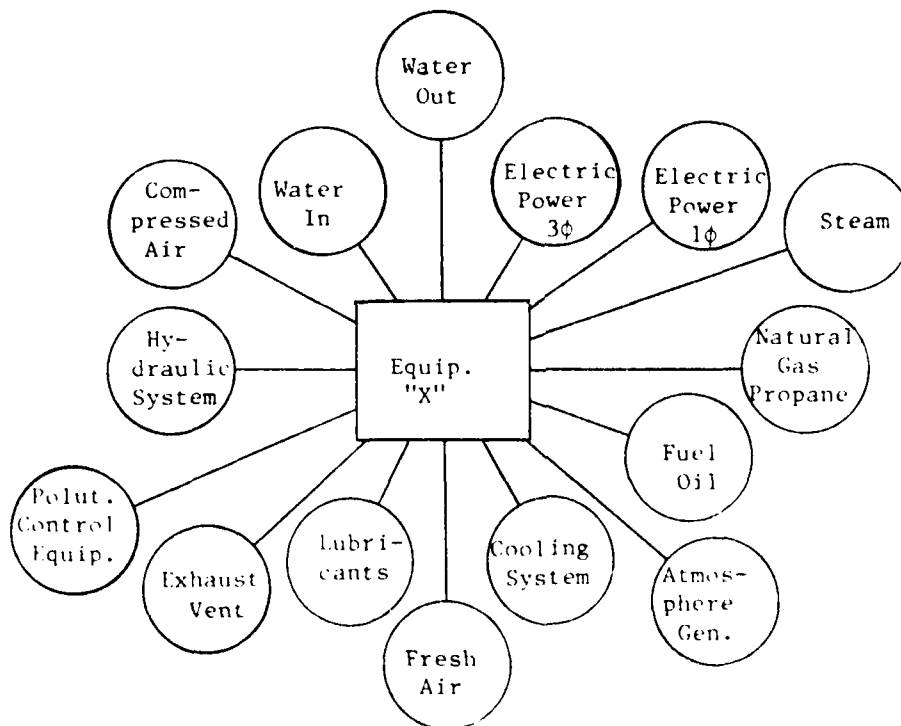 Water
Out
Electric
Power
3ϕ
Electric
Power
1ϕ
Water
In
Com-
pressed
Air
Steam
Hy-
draulic
System
Equip.
"X"
Natural
Gas
Propane
Fuel
Oil
Polut.
Control
Equip.
Exhaust
Vent
Lubri-
cants
Fresh
Air
Cooling
System
Atmos-
phere
Gen.